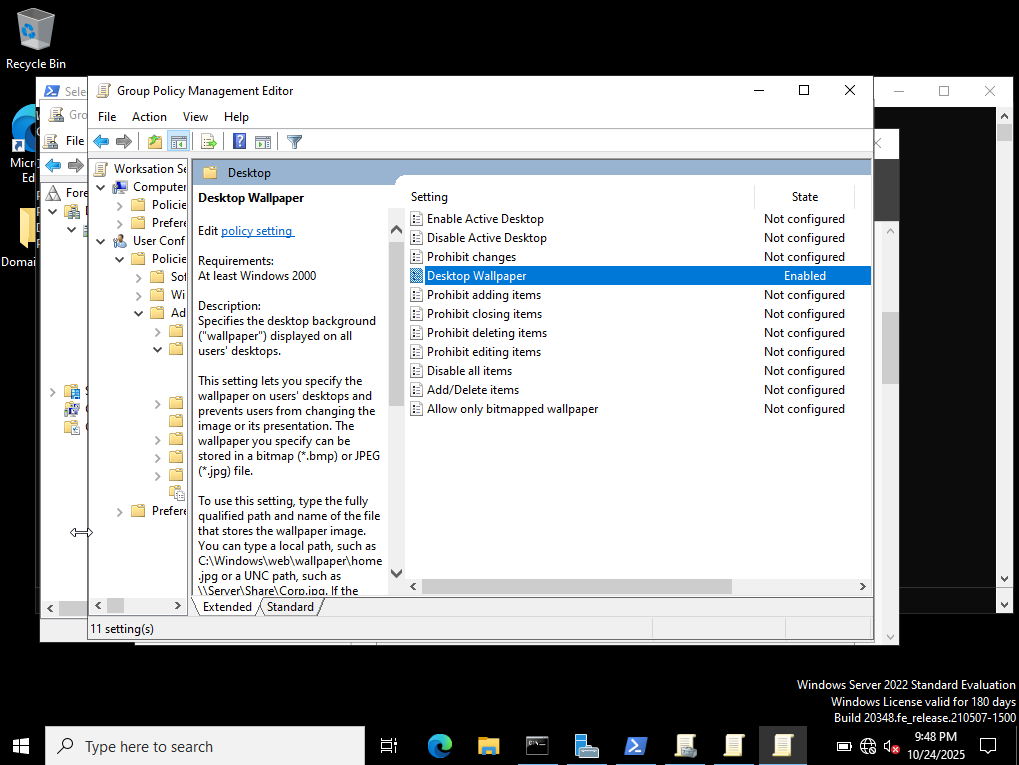 Recycle Bin
Sele
Group Policy Management Editor
Gro
File Action View Help
File
Micr
Ed
Domai
Fore
Worksation Se
Computer
Policie
Prefere
User Conf
Policie
Sof
Wi
Ad
Prefere
Desktop
Desktop Wallpaper
Edit policy setting
Requirements:
At least Windows 2000
Description:
Specifies the desktop background
("wallpaper") displayed on all
users' desktops.
This setting lets you specify the
wallpaper on users' desktops and
prevents users from changing the
image or its presentation. The
wallpaper you specify can be
stored in a bitmap (*.bmp) or JPEG
(*.jpg) file.
To use this setting, type the fully
qualified path and name of the file
that stores the wallpaper image.
You can type a local path, such as
C:\Windows\web\wallpaper\home
.jpg or a UNC path, such as
\\Server\Share\Corp.jpg. If the
Setting State
Enable Active Desktop Not configured
Disable Active Desktop Not configured
Prohibit changes Not configured
Desktop Wallpaper Enabled
Prohibit adding items Not configured
Prohibit closing items Not configured
Prohibit deleting items Not configured
Prohibit editing items Not configured
Disable all items Not configured
Add/Delete items Not configured
Allow only bitmapped wallpaper Not configured
Extended Standard
11 setting(s)
Windows Server 2022 Standard Evaluation
Windows License valid for 180 days
Build 20348.fe_release.210507-1500
Type here to search
9:48 PM
10/24/2025